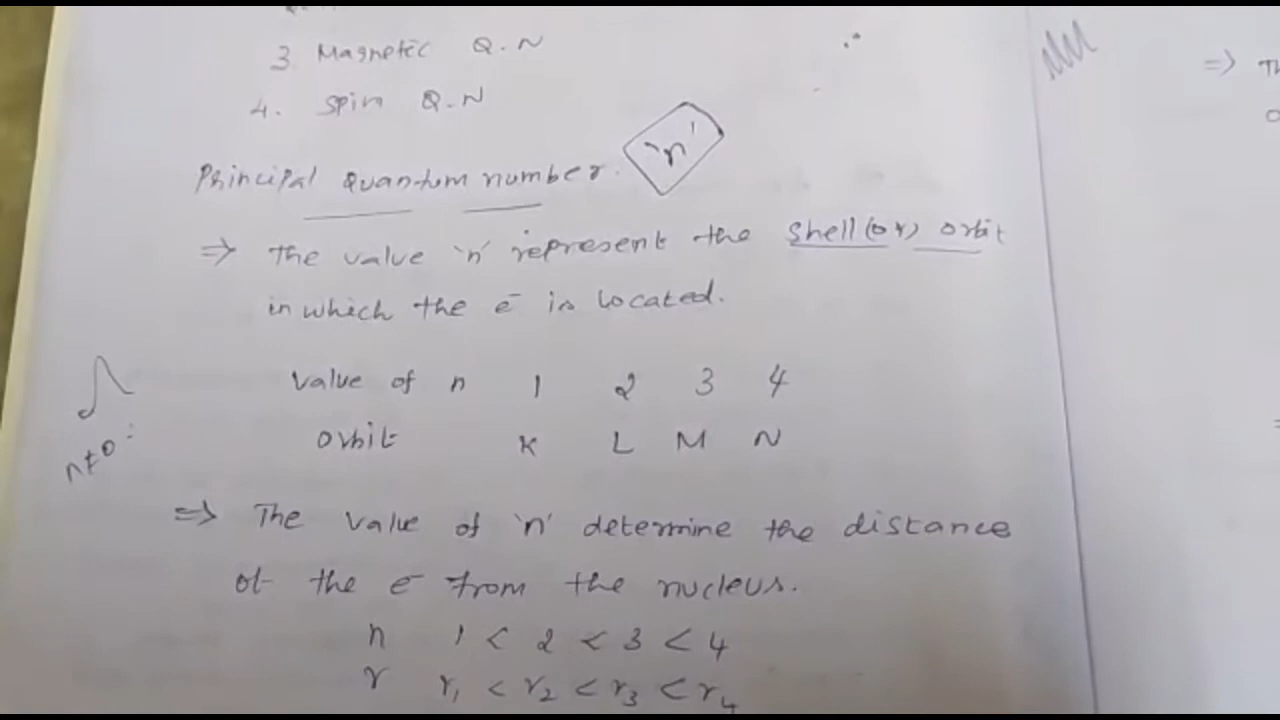 3 Magnetic Q.N
4. Spin Q.N
Principal Quantum number. 'n'
⇒ The value 'n' represent the shell (or) orbit
in which the e⁻ is located.
Value of n 1 2 3 4
orbit K L M N
n≠0
⇒ The value of 'n' determine the distance
of the e⁻ from the nucleus.
n 1 < 2 < 3 < 4
r r₁ < r₂ < r₃ < r₄
⇒ Th